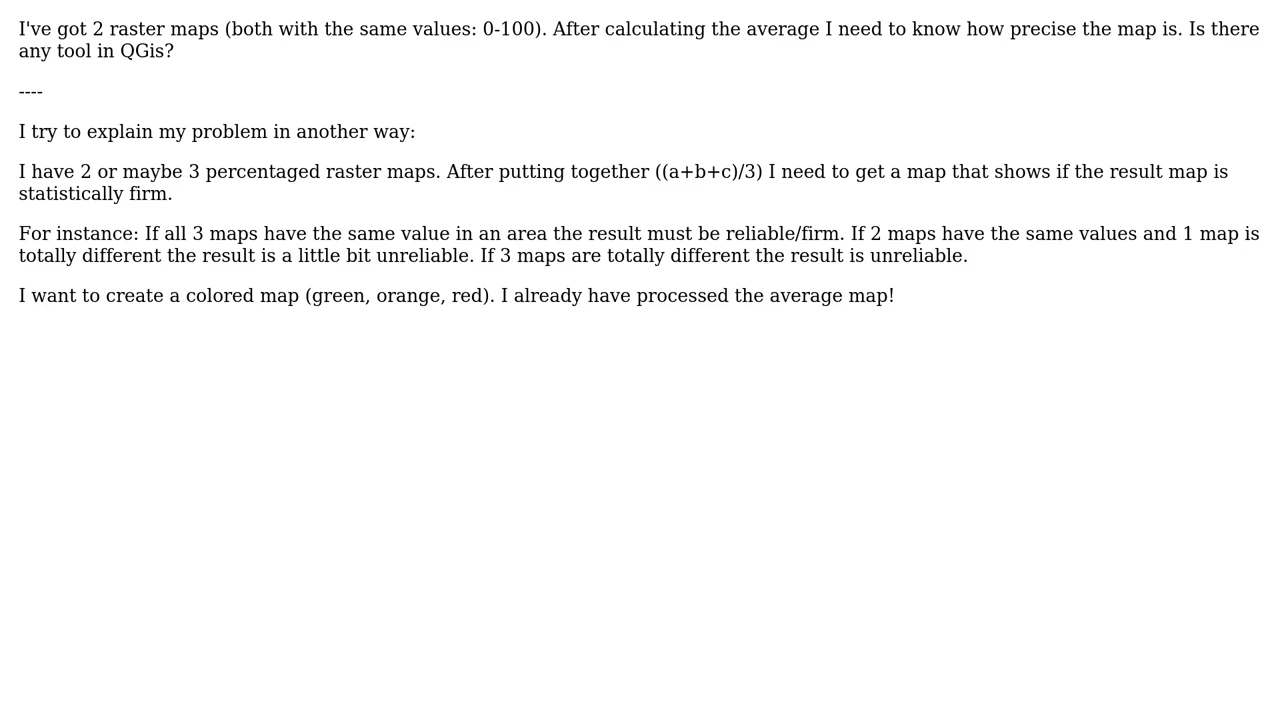 I've got 2 raster maps (both with the same values: 0-100). After calculating the average I need to know how precise the map is. Is there
any tool in QGis?
----
I try to explain my problem in another way:
I have 2 or maybe 3 percentaged raster maps. After putting together ((a+b+c)/3) I need to get a map that shows if the result map is
statistically firm.
For instance: If all 3 maps have the same value in an area the result must be reliable/firm. If 2 maps have the same values and 1 map is
totally different the result is a little bit unreliable. If 3 maps are totally different the result is unreliable.
I want to create a colored map (green, orange, red). I already have processed the average map!